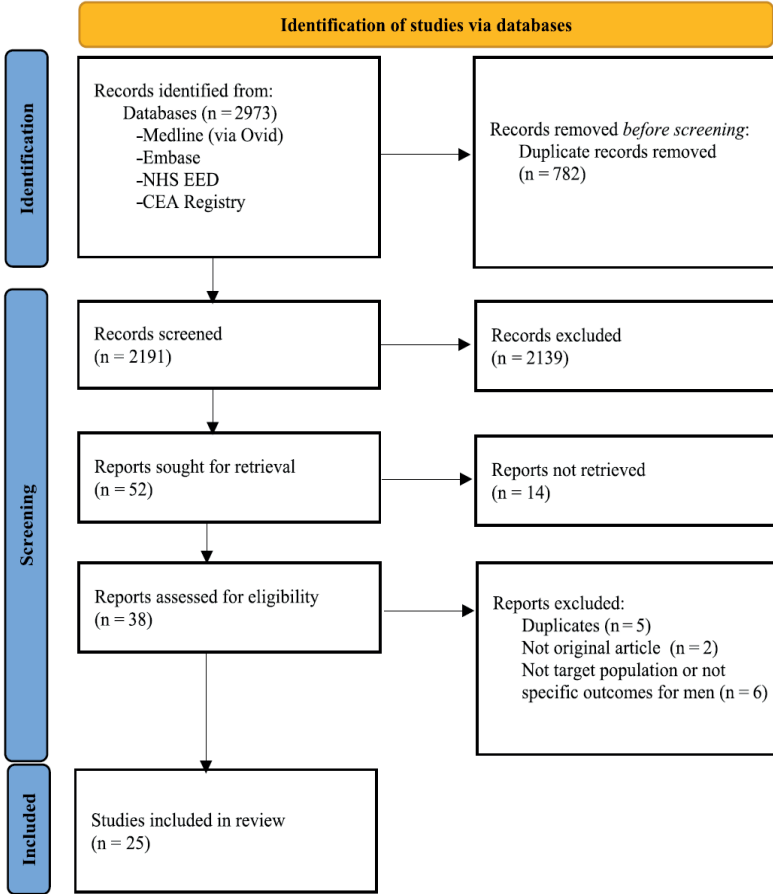 Identification of studies via databases
Identification
Records identified from:
Databases (n = 2973)
-Medline (via Ovid)
-Embase
-NHS EED
-CEA Registry
Records removed before screening:
Duplicate records removed
(n = 782)
Screening
Records screened
(n = 2191)
Records excluded
(n = 2139)
Reports sought for retrieval
(n = 52)
Reports not retrieved
(n = 14)
Reports assessed for eligibility
(n = 38)
Reports excluded:
Duplicates (n = 5)
Not original article (n = 2)
Not target population or not
specific outcomes for men (n = 6)
Included
Studies included in review
(n = 25)